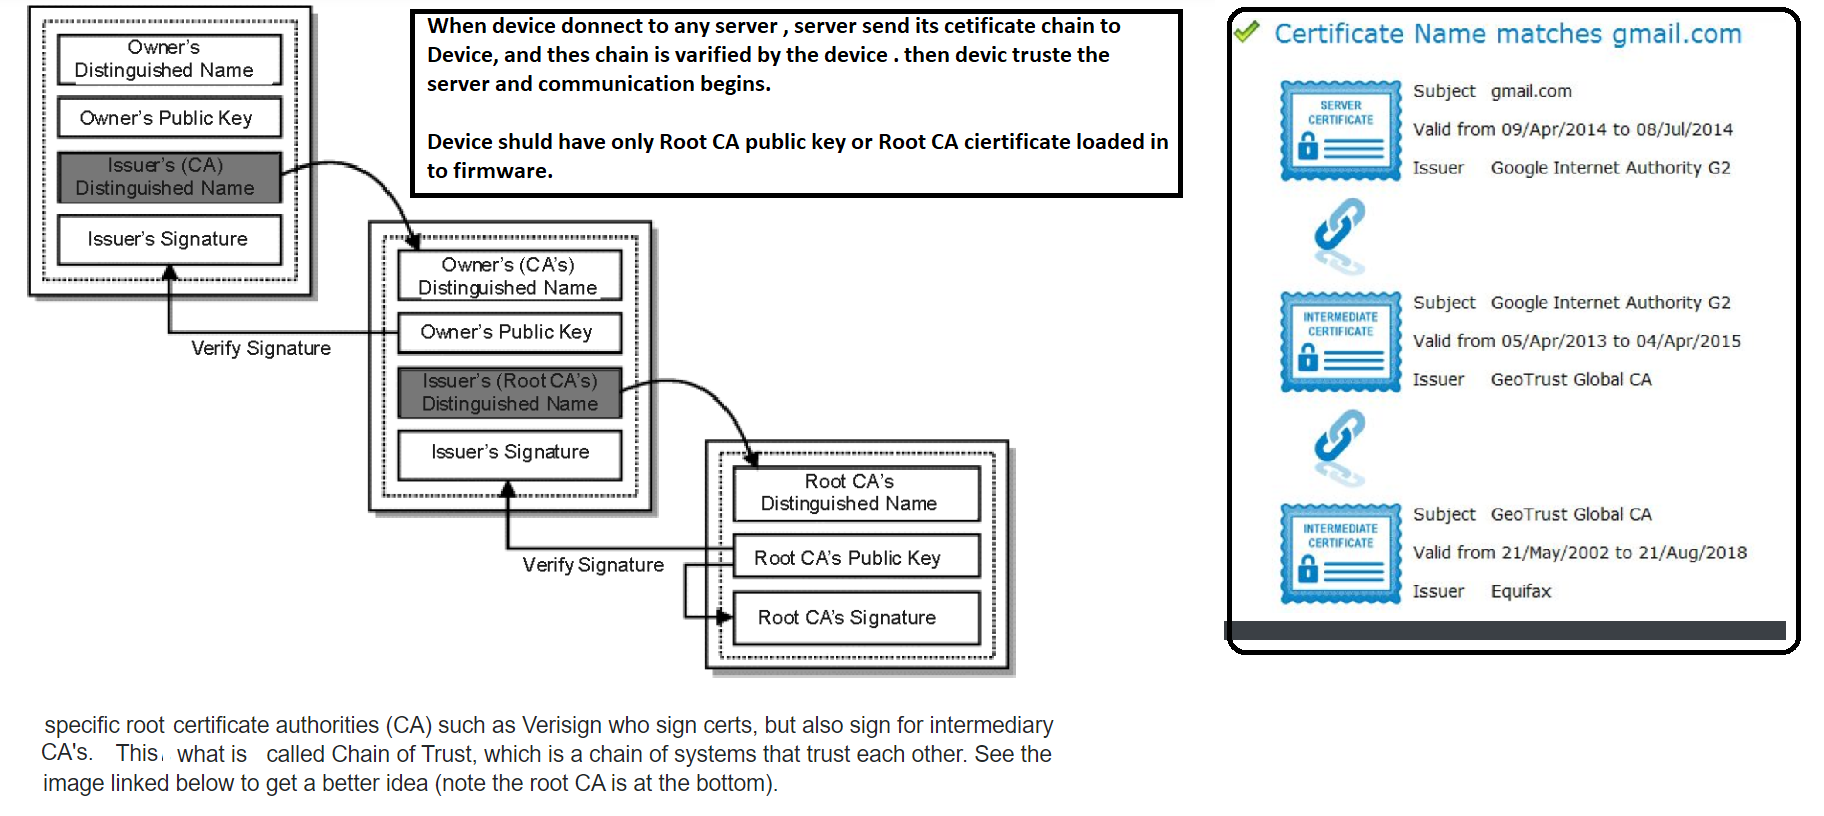 Owner's
Distinguished Name
Owner's Public Key
Issuer's (CA)
Distinguished Name
Issuer's Signature
When device donnect to any server , server send its cetificate chain to
Device, and thes chain is varified by the device . then devic truste the
server and communication begins.
Device shuld have only Root CA public key or Root CA ciertificate loaded in
to firmware.
Owner's (CA's)
Distinguished Name
Owner's Public Key
Verify Signature
Issuer's (Root CA's)
Distinguished Name
Issuer's Signature
Root CA's
Distinguished Name
Root CA's Public Key
Verify Signature
Root CA's Signature
Certificate Name matches gmail.com
SERVER
CERTIFICATE
Subject gmail.com
Valid from 09/Apr/2014 to 08/Jul/2014
Issuer Google Internet Authority G2
INTERMEDIATE
CERTIFICATE
Subject Google Internet Authority G2
Valid from 05/Apr/2013 to 04/Apr/2015
Issuer GeoTrust Global CA
INTERMEDIATE
CERTIFICATE
Subject GeoTrust Global CA
Valid from 21/May/2002 to 21/Aug/2018
Issuer Equifax
specific root certificate authorities (CA) such as Verisign who sign certs, but also sign for intermediary
CA's. This, what is called Chain of Trust, which is a chain of systems that trust each other. See the
image linked below to get a better idea (note the root CA is at the bottom).